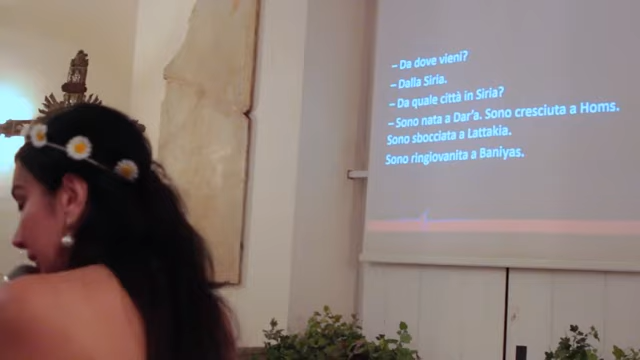 – Da dove vieni?
– Dalla Siria.
– Da quale città in Siria?
– Sono nata a Dar'a. Sono cresciuta a Homs.
Sono sbocciata a Lattakia.
Sono ringiovanita a Baniyas.